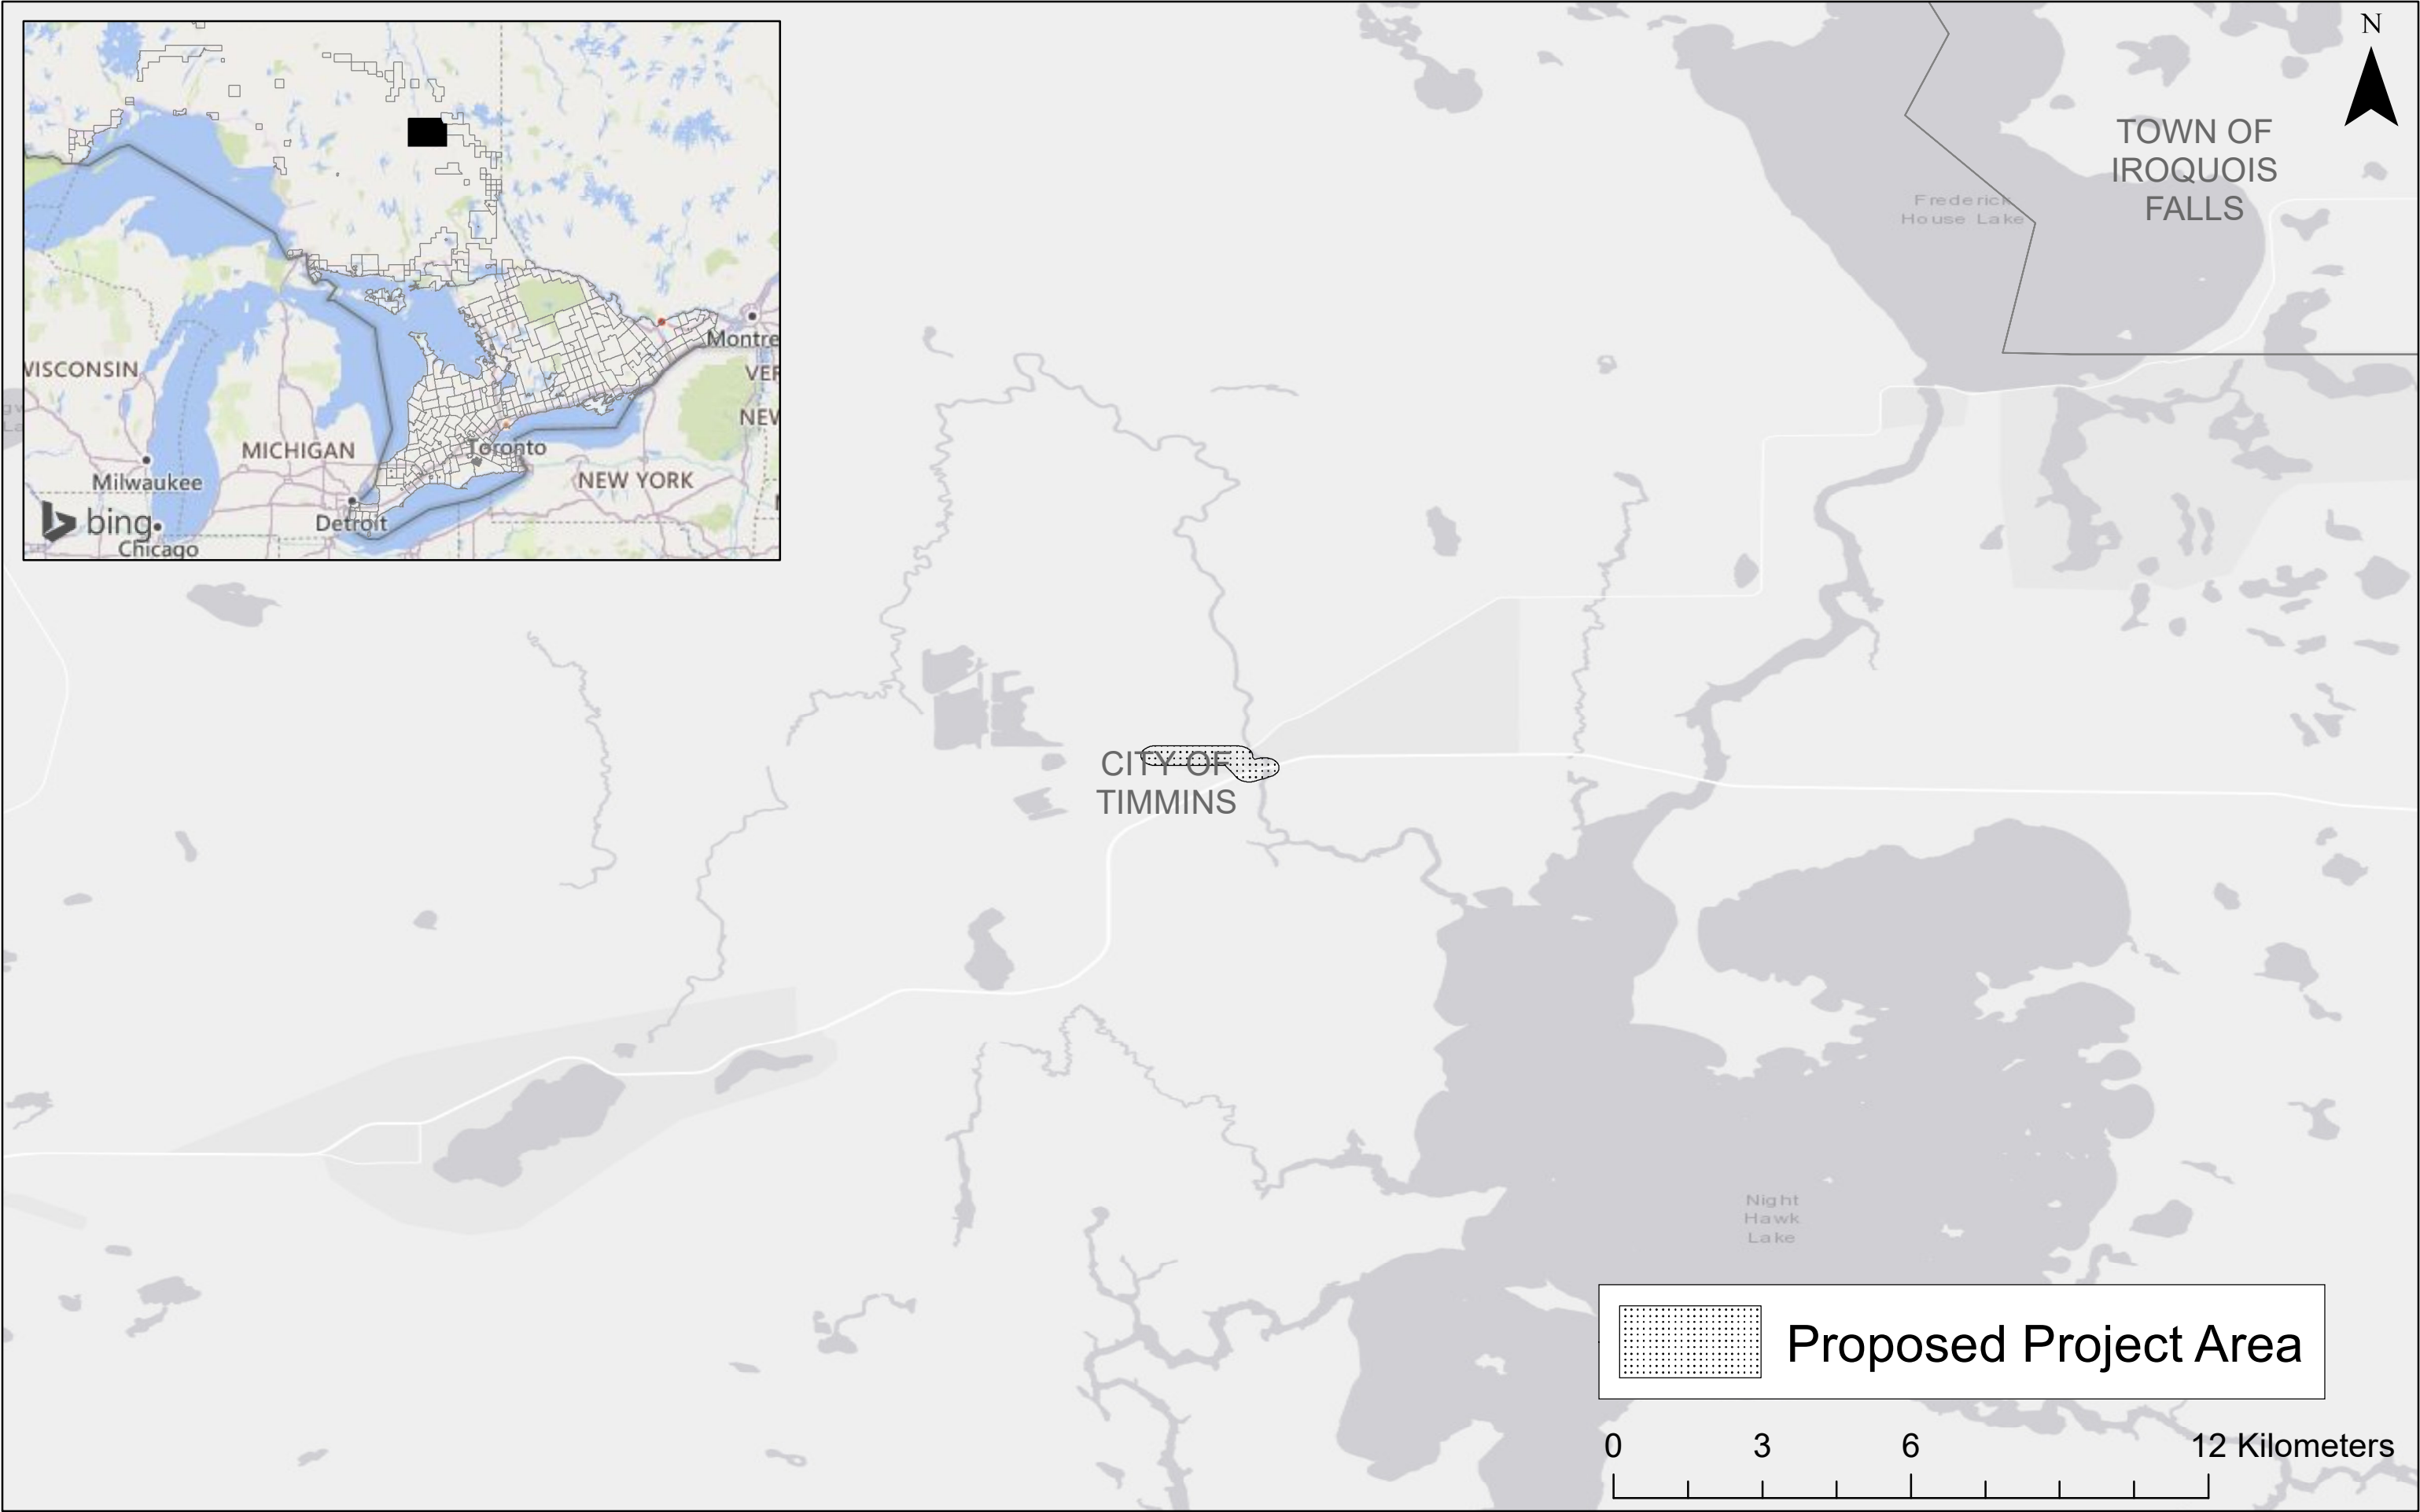 N
TOWN OF
IROQUOIS
FALLS
Frederick
House Lake
Montre
VISCONSIN
VER
NEW
MICHIGAN
Toronto
Milwaukee
NEW YORK
bing
Detroit
Chicago
CITY OF
TIMMINS
Night
Hawk
Lake
Proposed Project Area
0 3 6 12 Kilometers